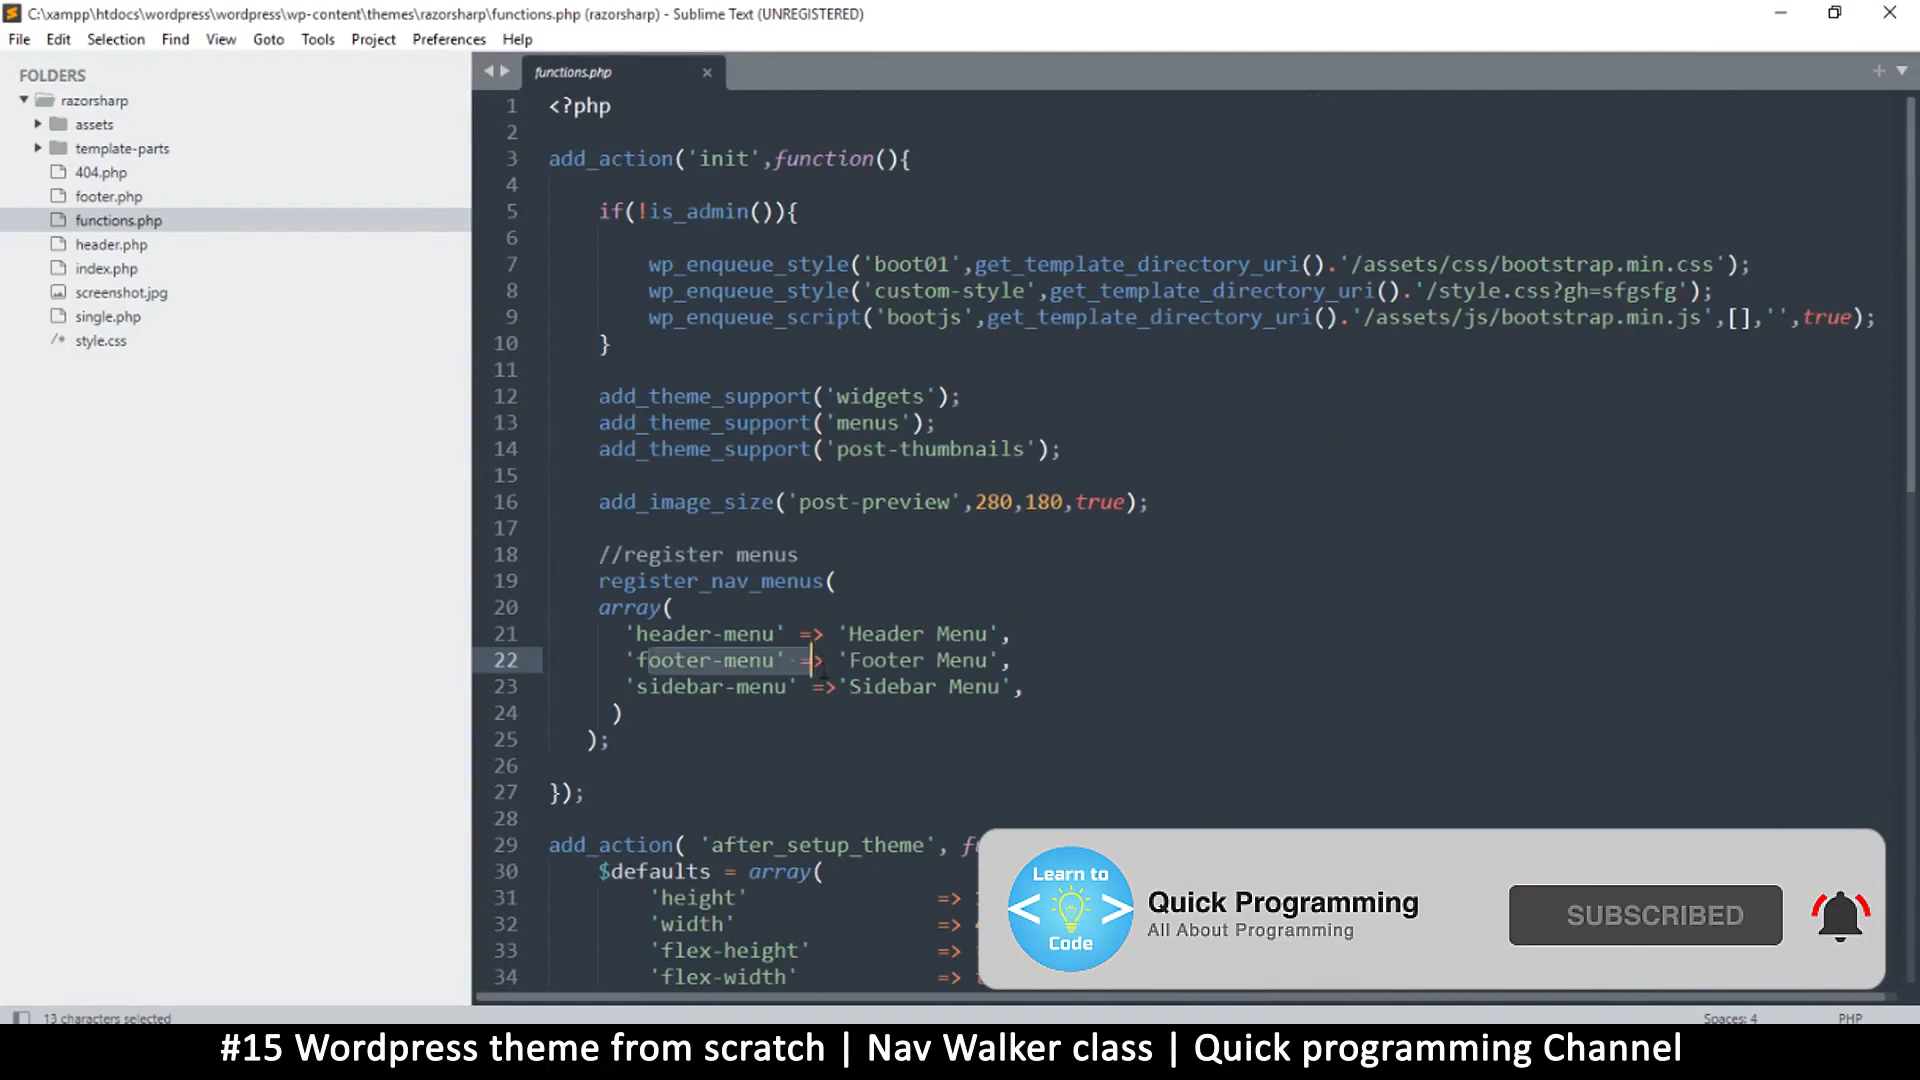 C:\xampp\htdocs\wordpress\wordpress\wp-content\themes\razorsharp\functions.php (razorsharp) - Sublime Text (UNREGISTERED)
File Edit Selection Find View Goto Tools Project Preferences Help
FOLDERS
razorsharp
assets
template-parts
404.php
footer.php
functions.php
header.php
index.php
screenshot.jpg
single.php
/* style.css
functions.php
1 <?php
2
3 add_action('init',function(){
4
5 if(!is_admin()){
6
7 wp_enqueue_style('boot01',get_template_directory_uri().'/assets/css/bootstrap.min.css');
8 wp_enqueue_style('custom-style',get_template_directory_uri().'/style.css?gh=sfgsfg');
9 wp_enqueue_script('bootjs',get_template_directory_uri().'/assets/js/bootstrap.min.js',[],'',true);
10 }
11
12 add_theme_support('widgets');
13 add_theme_support('menus');
14 add_theme_support('post-thumbnails');
15
16 add_image_size('post-preview',280,180,true);
17
18 //register menus
19 register_nav_menus(
20 array(
21 'header-menu' => 'Header Menu',
22 'footer-menu' => 'Footer Menu',
23 'sidebar-menu' =>'Sidebar Menu',
24 )
25 );
26
27 });
28
29 add_action( 'after_setup_theme',
30 $defaults = array(
31 'height' =>
32 'width' =>
33 'flex-height' =>
34 'flex-width' =>
Learn to
< >
Code
Quick Programming
All About Programming
SUBSCRIBED
13 characters selected
Spaces: 4
PHP
#15 Wordpress theme from scratch | Nav Walker class | Quick programming Channel